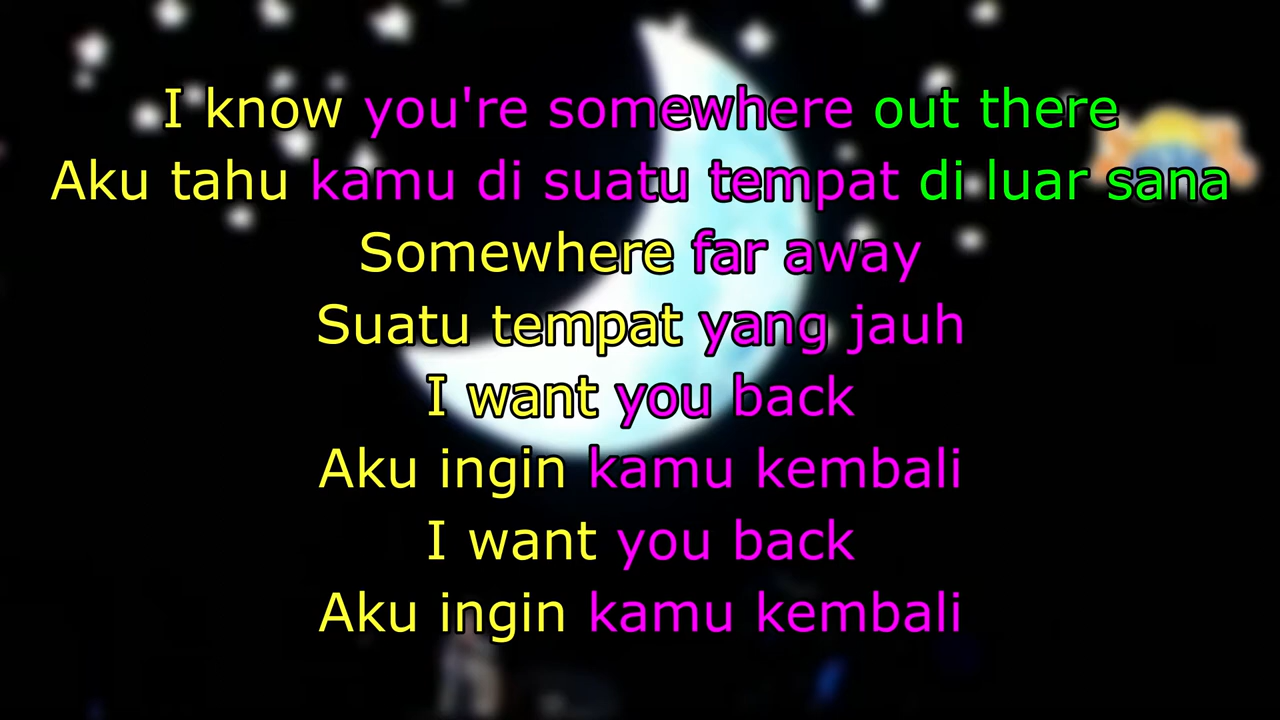 I know you're somewhere out there
Aku tahu kamu di suatu tempat di luar sana
Somewhere far away
Suatu tempat yang jauh
I want you back
Aku ingin kamu kembali
I want you back
Aku ingin kamu kembali